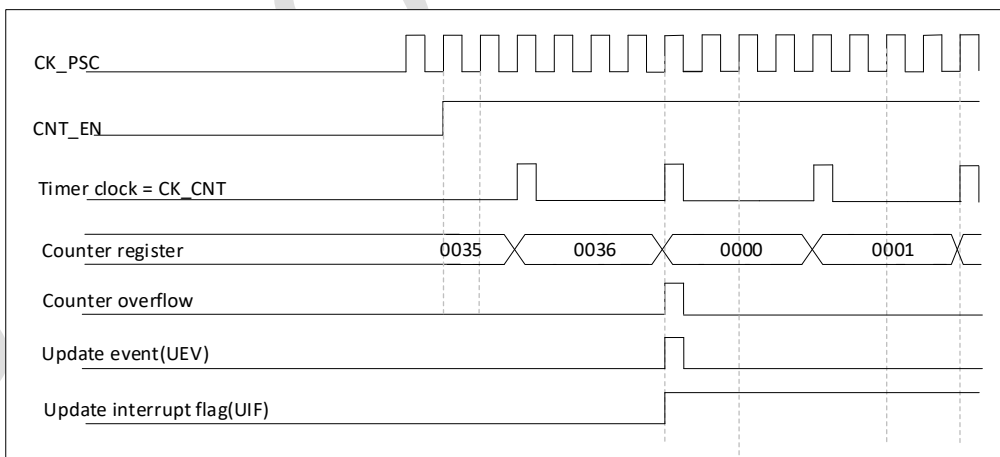 CK_PSC
CNT_EN
Timer clock = CK_CNT
Counter register 0035 0036 0000 0001
Counter overflow
Update event(UEV)
Update interrupt flag(UIF)